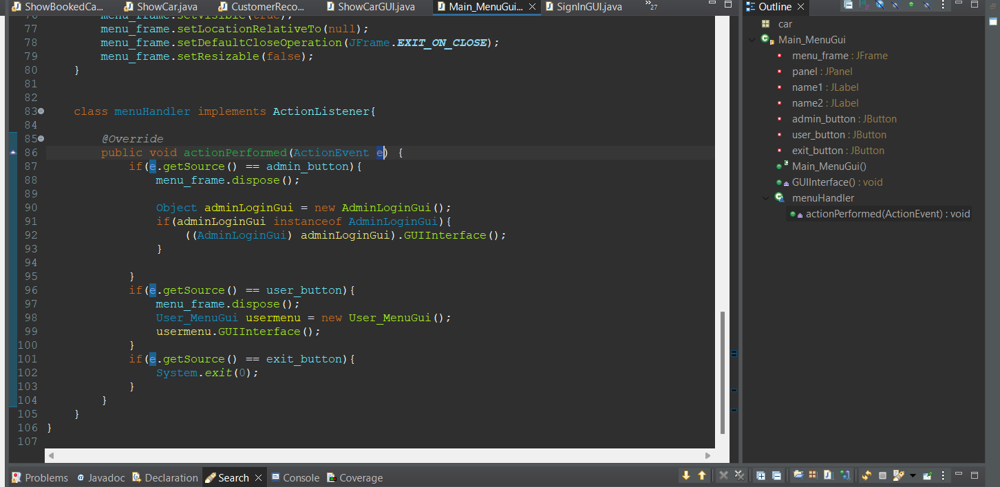 ShowBookedCa... ShowCar.java CustomerReco... ShowCarGUI.java Main_MenuGui... SignInGUI.java »27
76 menu_frame.setVisible(true);
77 menu_frame.setLocationRelativeTo(null);
78 menu_frame.setDefaultCloseOperation(JFrame.EXIT_ON_CLOSE);
79 menu_frame.setResizable(false);
80 }
81
82
83 class menuHandler implements ActionListener{
84
85 @Override
86 public void actionPerformed(ActionEvent e) {
87 if(e.getSource() == admin_button){
88 menu_frame.dispose();
89
90 Object adminLoginGui = new AdminLoginGui();
91 if(adminLoginGui instanceof AdminLoginGui){
92 ((AdminLoginGui) adminLoginGui).GUIInterface();
93 }
94
95 }
96 if(e.getSource() == user_button){
97 menu_frame.dispose();
98 User_MenuGui usermenu = new User_MenuGui();
99 usermenu.GUIInterface();
100 }
101 if(e.getSource() == exit_button){
102 System.exit(0);
103 }
104 }
105 }
106 }
107
Outline
car
Main_MenuGui
menu_frame : JFrame
panel : JPanel
name1 : JLabel
name2 : JLabel
admin_button : JButton
user_button : JButton
exit_button : JButton
Main_MenuGui()
GUIInterface() : void
menuHandler
actionPerformed(ActionEvent) : void
Problems Javadoc Declaration Search Console Coverage